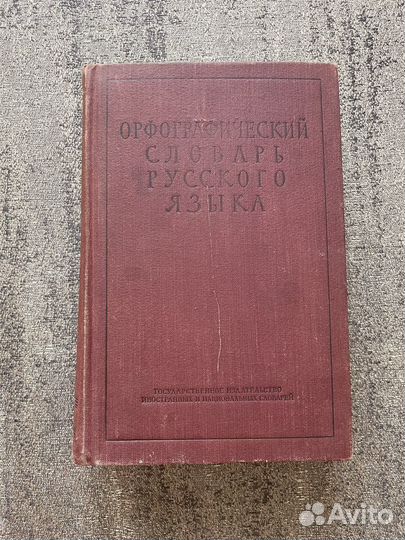 ОРФОГРАФИЧЕСКИЙ
СЛОВАРЬ
РУССКОГО
ЯЗЫКА
ГОСУДАРСТВЕННОЕ ИЗДАТЕЛЬСТВО
ИНОСТРАННЫХ И НАЦИОНАЛЬНЫХ СЛОВАРЕЙ
Avito